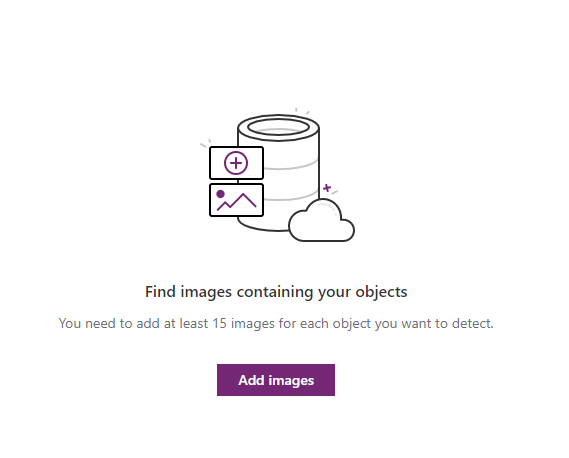 Find images containing your objects
You need to add at least 15 images for each object you want to detect.
Add images